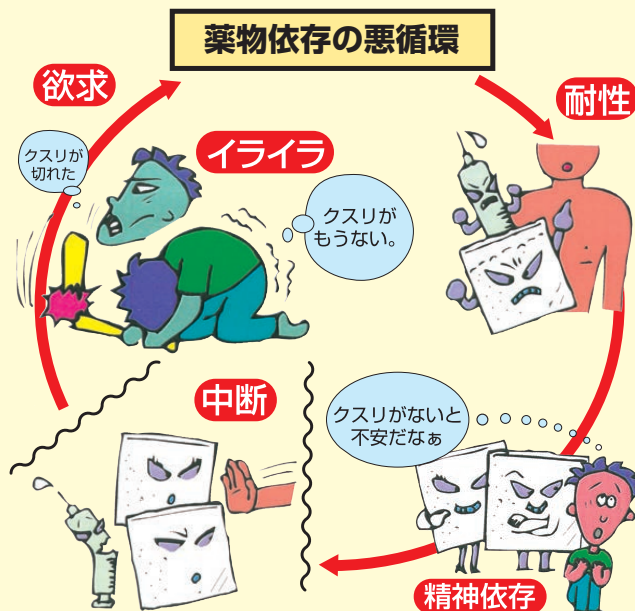 薬物依存の悪循環
欲求
耐性
クスリが
切れた
イライラ
クスリが
もうない。
中断
クスリがないと
不安だなぁ
精神依存